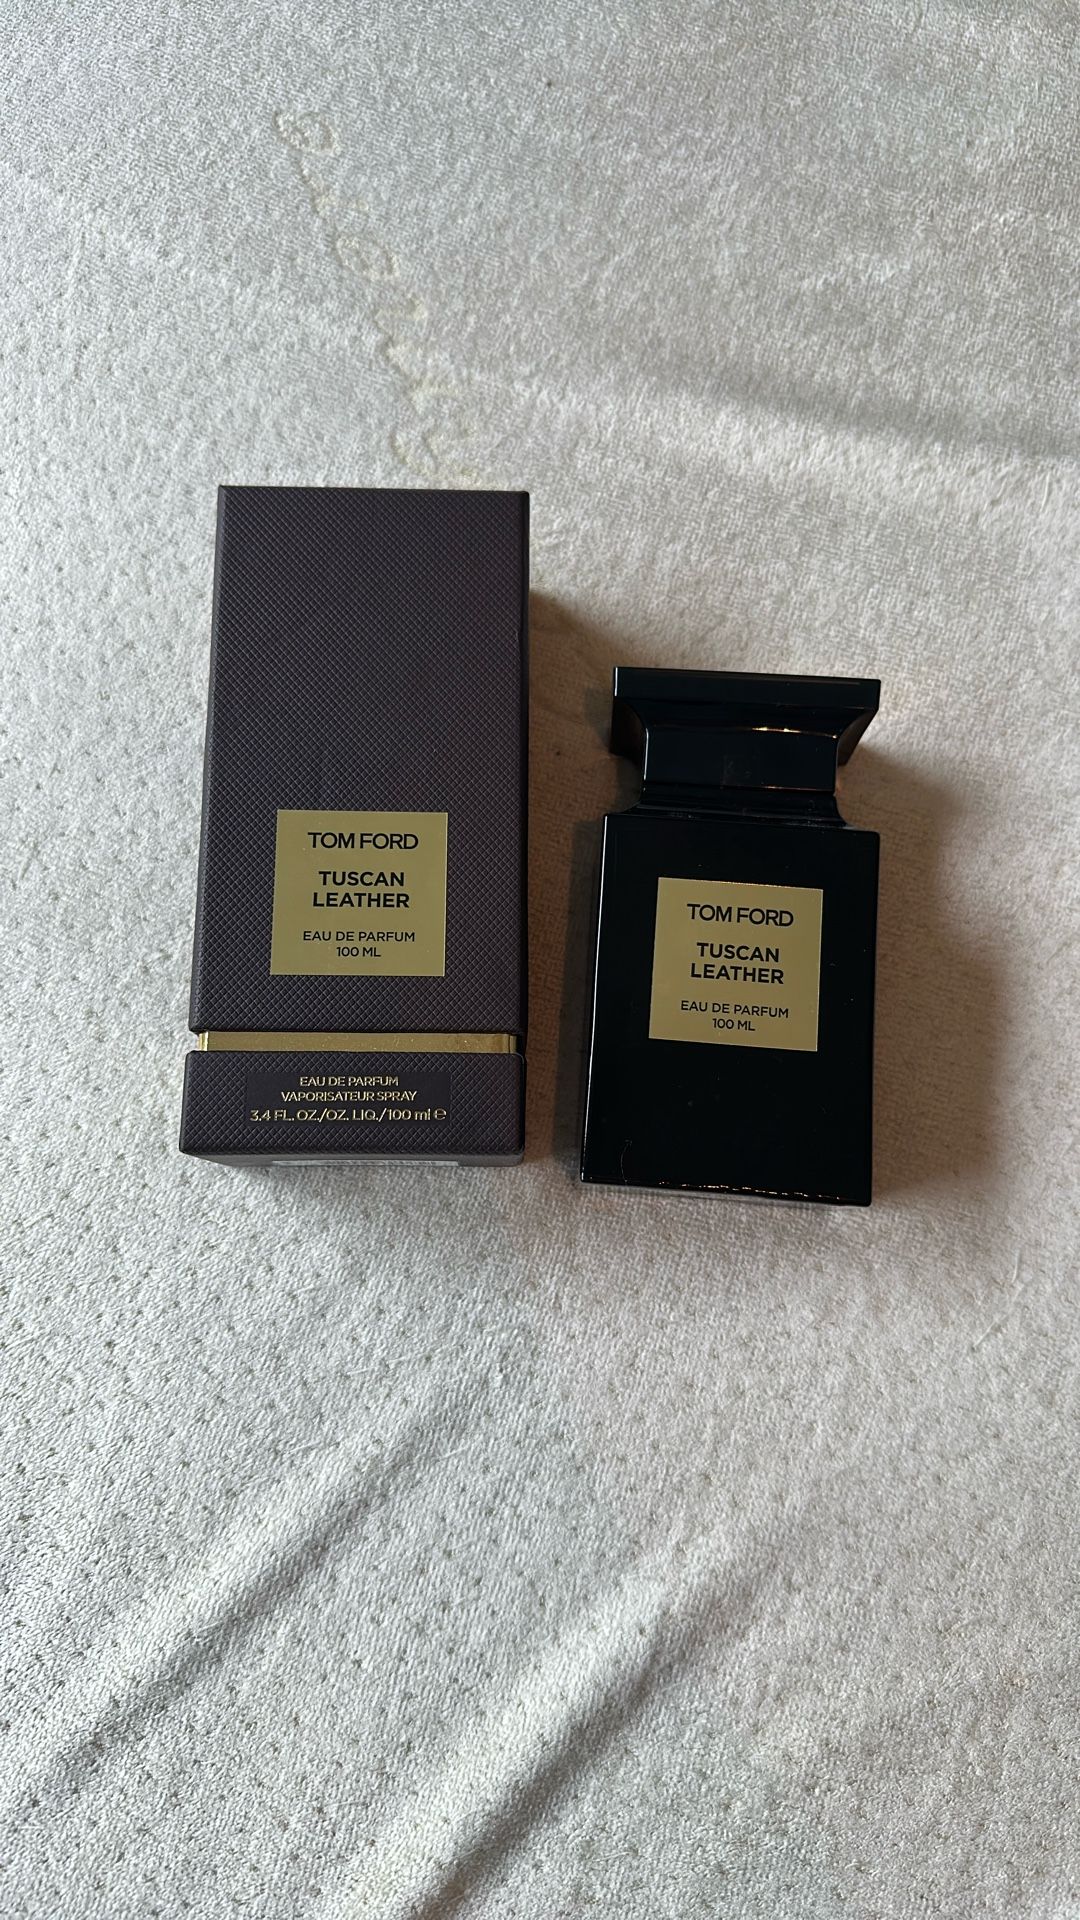 TOM FORD
TUSCAN
LEATHER
EAU DE PARFUM
100 ML
EAU DE PARFUM
VAPORISATEUR SPRAY
3.4 FL. OZ./OZ. LIQ./100 ml ℮
TOM FORD
TUSCAN
LEATHER
EAU DE PARFUM
100 ML